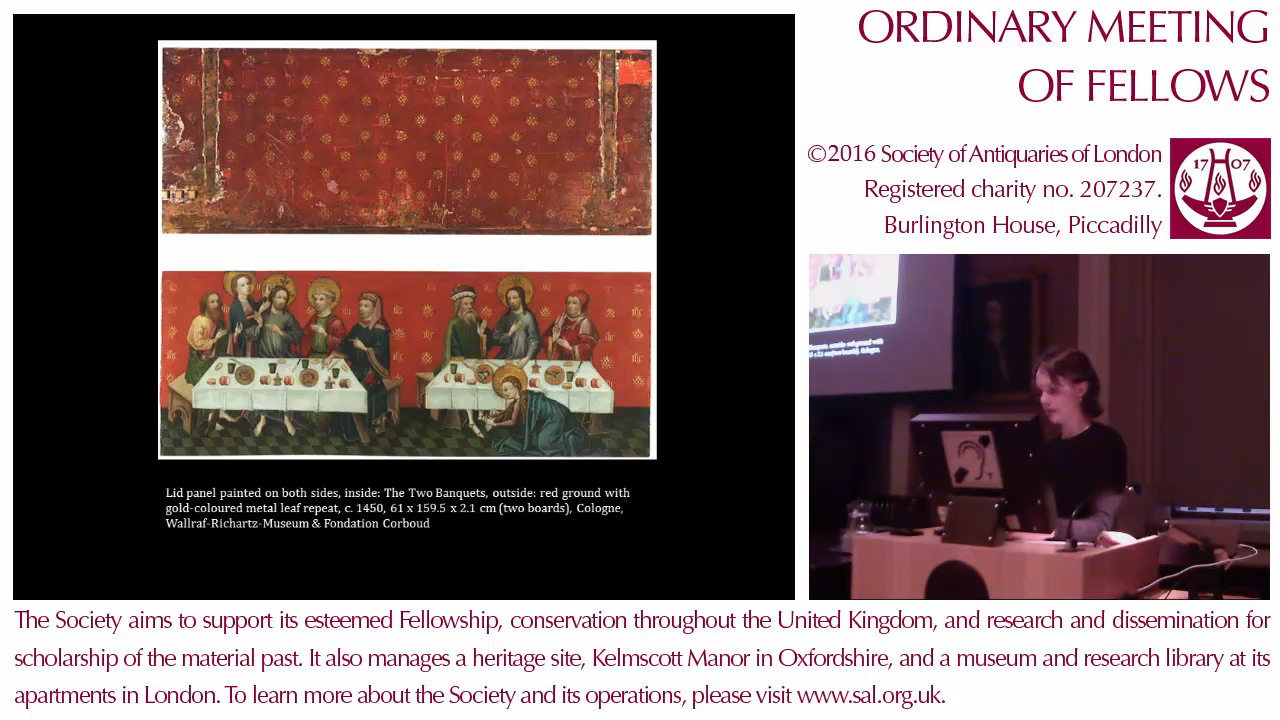 ORDINARY MEETING
OF FELLOWS
©2016 Society of Antiquaries of London
Registered charity no. 207237.
Burlington House, Piccadilly
17 07
Lid panel painted on both sides, inside: The Two Banquets, outside: red ground with
gold-coloured metal leaf repeat, c. 1450, 61 x 159.5 x 2.1 cm (two boards), Cologne,
Wallraf-Richartz-Museum & Fondation Corboud
The Society aims to support its esteemed Fellowship, conservation throughout the United Kingdom, and research and dissemination for
scholarship of the material past. It also manages a heritage site, Kelmscott Manor in Oxfordshire, and a museum and research library at its
apartments in London. To learn more about the Society and its operations, please visit www.sal.org.uk.